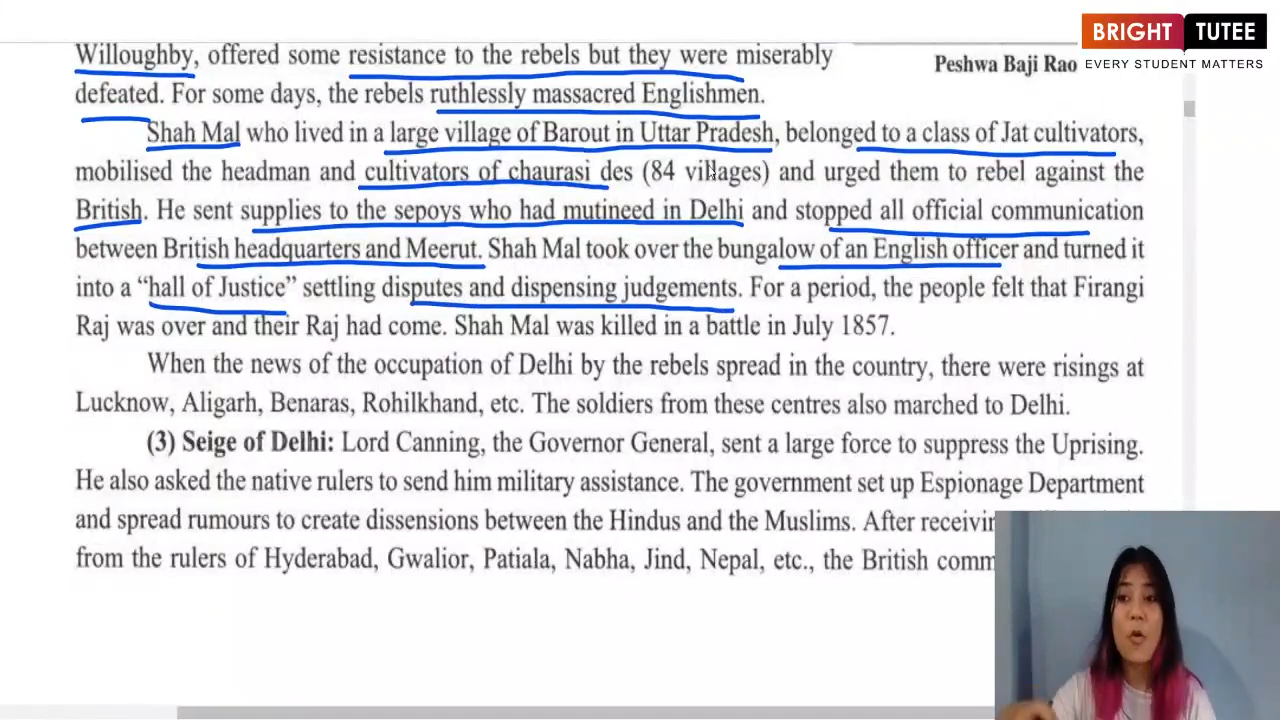 BRIGHT TUTEE
EVERY STUDENT MATTERS
Willoughby, offered some resistance to the rebels but they were miserably
Peshwa Baji Rao
defeated. For some days, the rebels ruthlessly massacred Englishmen.
Shah Mal who lived in a large village of Barout in Uttar Pradesh, belonged to a class of Jat cultivators,
mobilised the headman and cultivators of chaurasi des (84 villages) and urged them to rebel against the
British. He sent supplies to the sepoys who had mutineed in Delhi and stopped all official communication
between British headquarters and Meerut. Shah Mal took over the bungalow of an English officer and turned it
into a “hall of Justice” settling disputes and dispensing judgements. For a period, the people felt that Firangi
Raj was over and their Raj had come. Shah Mal was killed in a battle in July 1857.
When the news of the occupation of Delhi by the rebels spread in the country, there were risings at
Lucknow, Aligarh, Benaras, Rohilkhand, etc. The soldiers from these centres also marched to Delhi.
(3) Seige of Delhi: Lord Canning, the Governor General, sent a large force to suppress the Uprising.
He also asked the native rulers to send him military assistance. The government set up Espionage Department
and spread rumours to create dissensions between the Hindus and the Muslims. After
from the rulers of Hyderabad, Gwalior, Patiala, Nabha, Jind, Nepal, etc., the British